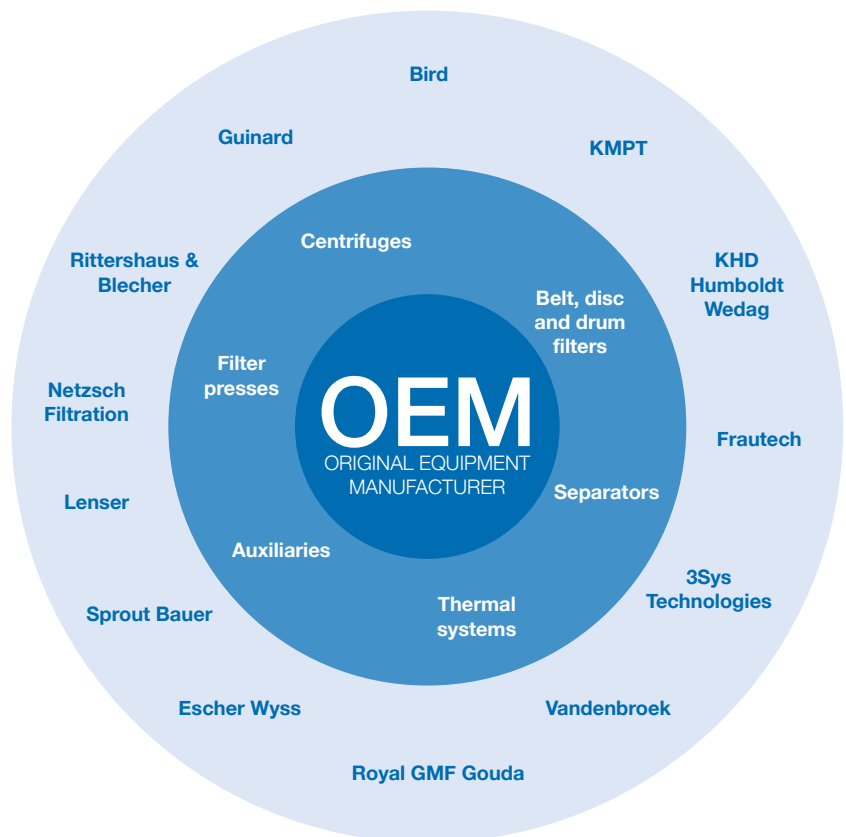 Bird
Guinard
KMPT
Centrifuges
Rittershaus &
Blecher
KHD
Humboldt
Wedag
Belt, disc
and drum
filters
Filter
presses
Netzsch
Filtration
OEM
ORIGINAL EQUIPMENT
MANUFACTURER
Frautech
Lenser
Separators
Auxiliaries
3Sys
Technologies
Sprout Bauer
Thermal
systems
Escher Wyss
Vandenbroek
Royal GMF Gouda